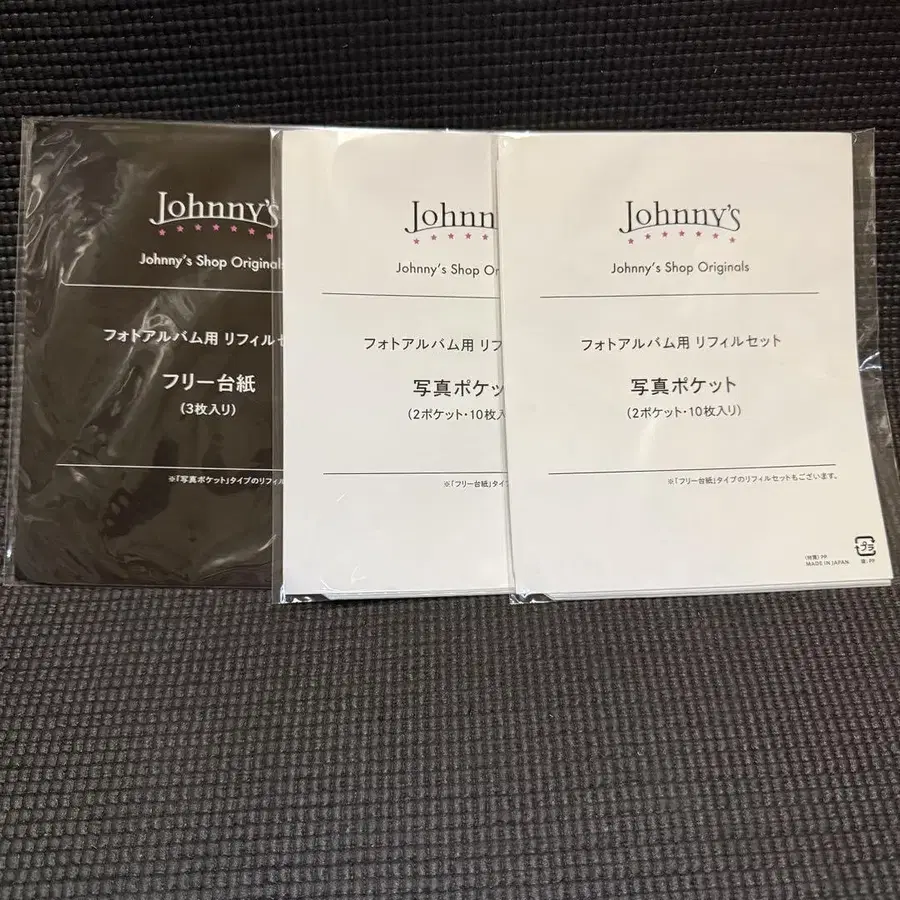 Johnny's
Johnny's Shop Originals
フォトアルバム用 リフィルセ
フリー台紙
(3枚入り)
※「写真ポケット」タイプのリフィル
Johnn
Johnny's Shop Or
フォトアルバム用 リフ
写真ポケッ
(2ポケット・10枚入
※「フリー台紙」タイ
Johnny's
Johnny's Shop Originals
フォトアルバム用 リフィルセット
写真ポケット
(2ポケット・10枚入り)
※「フリー台紙」タイプのリフィルセットもございます。
プラ
(材質) PP
MADE IN JAPAN.
袋: PP